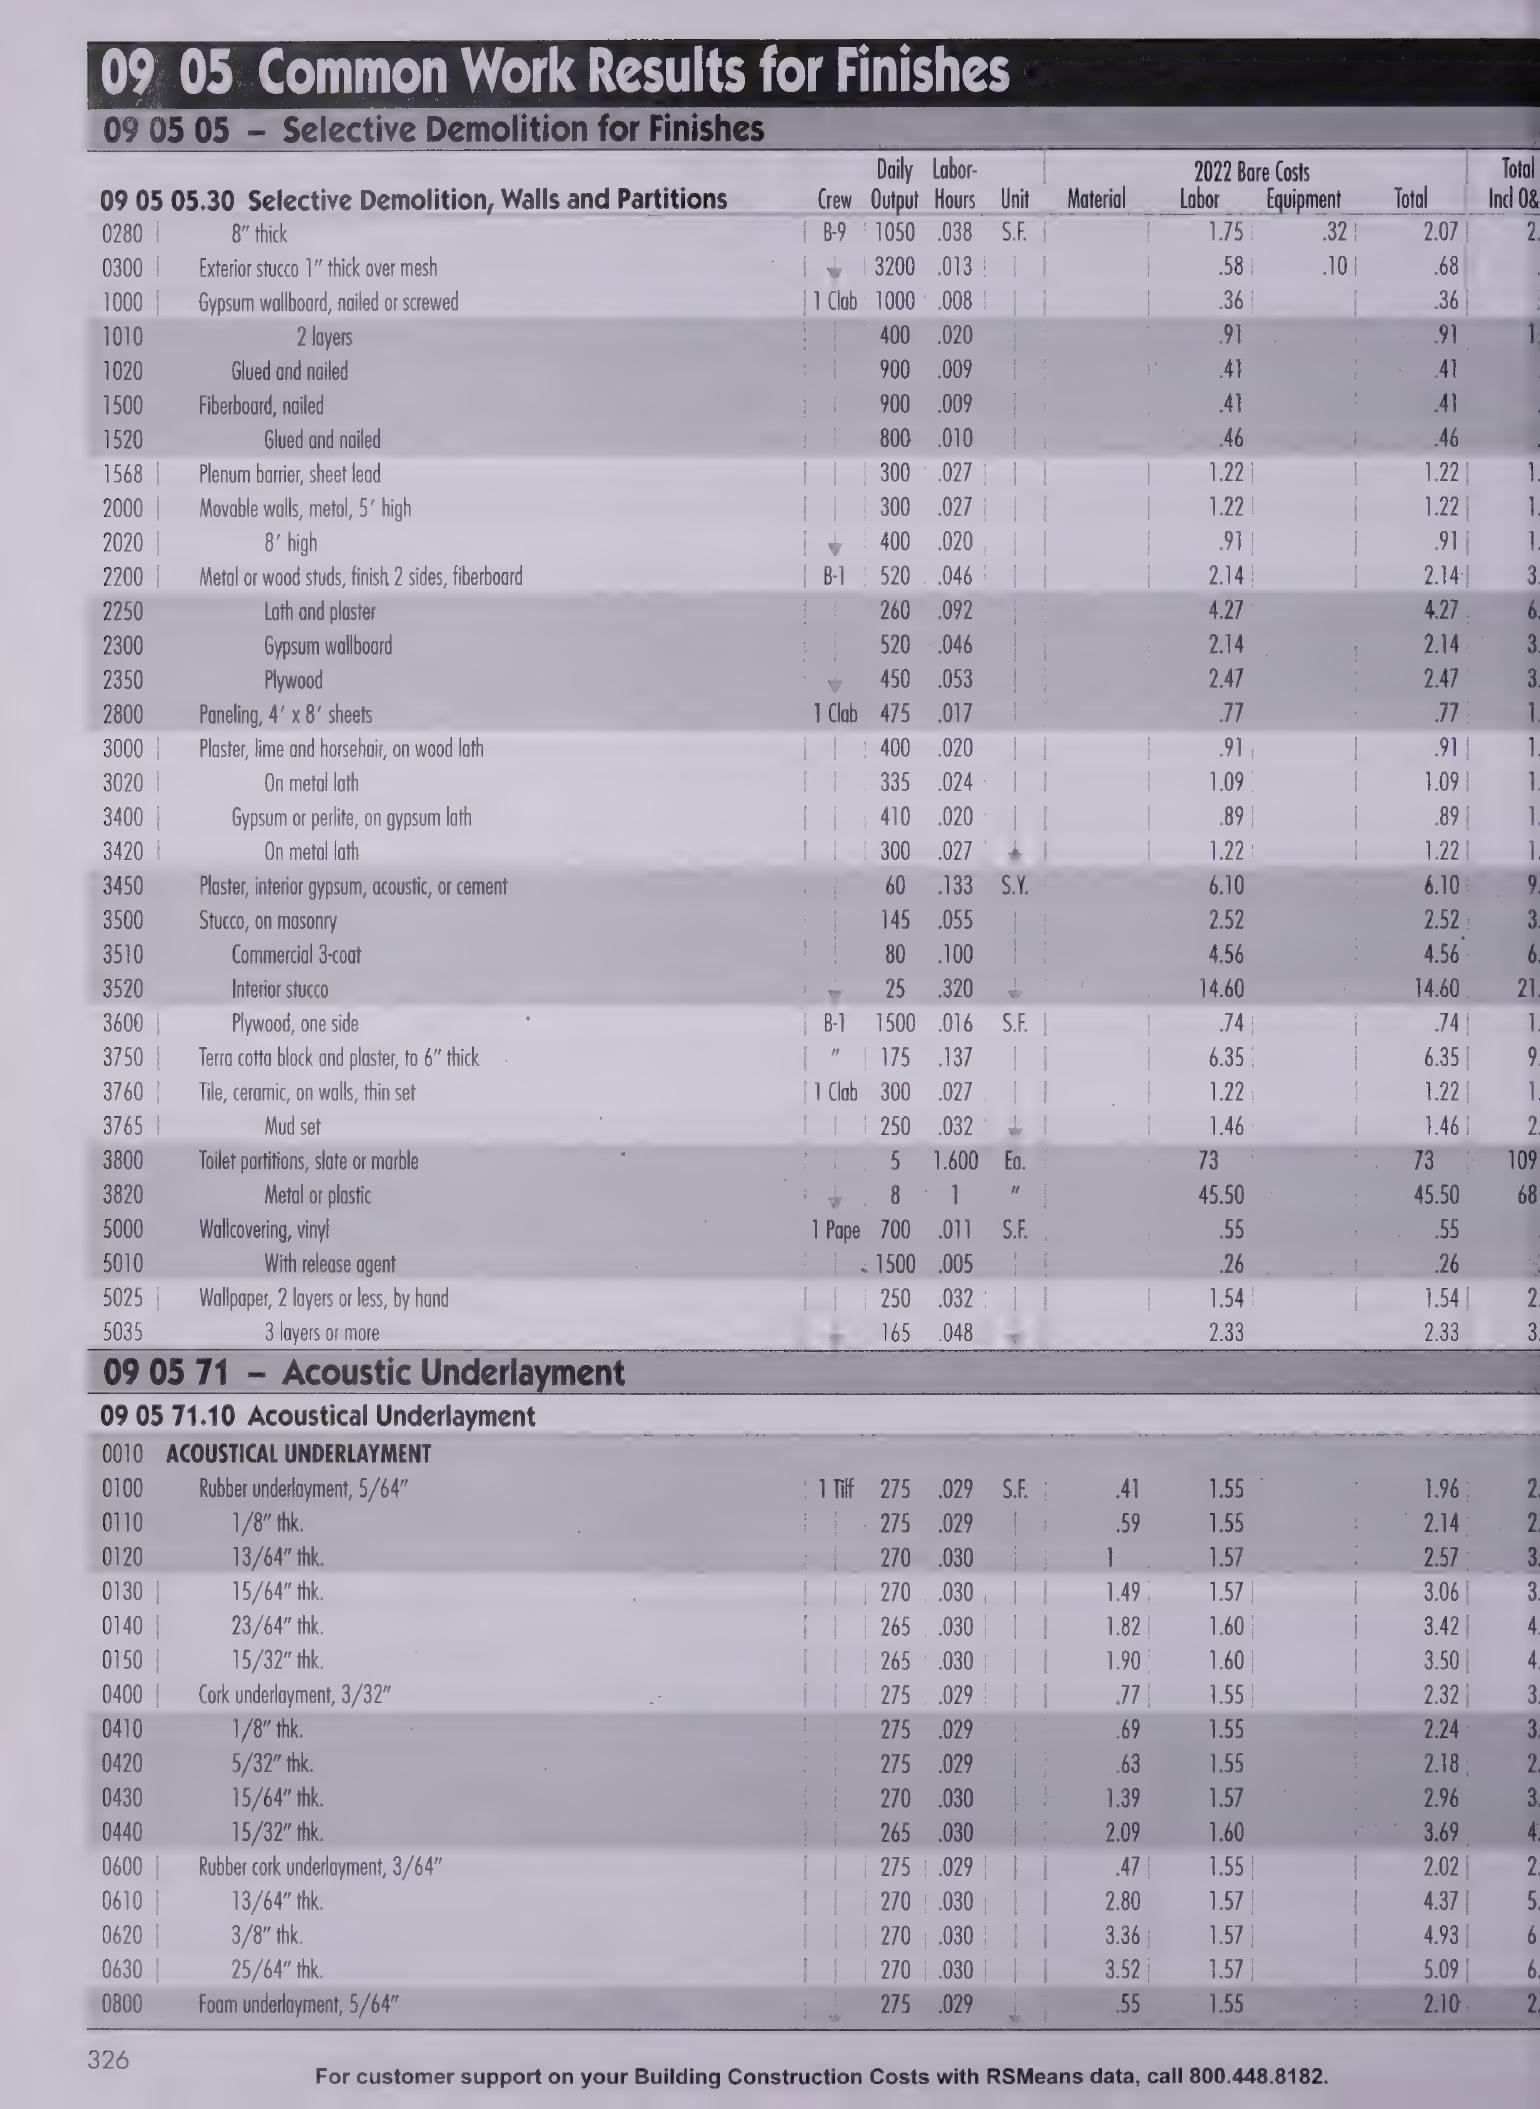 09 05 Common Work Results for Finishes
09 05 05 – Selective Demolition for Finishes
Daily Labor- 2022 Bare Costs Total
09 05 05.30 Selective Demolition, Walls and Partitions Crew Output Hours Unit Material Labor Equipment Total Incl O&
0280 8" thick B-9 1050 .038 S.F. 1.75 .32 2.07 2.
0300 Exterior stucco 1" thick over mesh 3200 .013 .58 .10 .68 .
1000 Gypsum wallboard, nailed or screwed 1 Clab 1000 .008 .36 .36
1010 2 layers 400 .020 .91 .91 1.
1020 Glued and nailed 900 .009 .41 .41 .
1500 Fiberboard, nailed 900 .009 .41 .41 .
1520 Glued and nailed 800 .010 .46 .46 .
1568 Plenum barrier, sheet lead 300 .027 1.22 1.22 1.
2000 Movable walls, metal, 5' high 300 .027 1.22 1.22 1.
2020 8' high 400 .020 .91 .91 1.
2200 Metal or wood studs, finish 2 sides, fiberboard B-1 520 .046 2.14 2.14 3.
2250 Lath and plaster 260 .092 4.27 4.27 6.
2300 Gypsum wallboard 520 .046 2.14 2.14 3.
2350 Plywood 450 .053 2.47 2.47 3.
2800 Paneling, 4' x 8' sheets 1 Clab 475 .017 .77 .77 1.
3000 Plaster, lime and horsehair, on wood lath 400 .020 .91 .91 1.
3020 On metal lath 335 .024 1.09 1.09 1.
3400 Gypsum or perlite, on gypsum lath 410 .020 .89 .89 1.
3420 On metal lath 300 .027 1.22 1.22 1.
3450 Plaster, interior gypsum, acoustic, or cement 60 .133 S.Y. 6.10 6.10 9.
3500 Stucco, on masonry 145 .055 2.52 2.52 3.
3510 Commercial 3-coat 80 .100 4.56 4.56 6.
3520 Interior stucco 25 .320 14.60 14.60 21.
3600 Plywood, one side B-1 1500 .016 S.F. .74 .74 1.
3750 Terra cotta block and plaster, to 6" thick " 175 .137 6.35 6.35 9.
3760 Tile, ceramic, on walls, thin set 1 Clab 300 .027 1.22 1.22 1.
3765 Mud set 250 .032 1.46 1.46 2.
3800 Toilet partitions, slate or marble 5 1.600 Ea. 73 73 109
3820 Metal or plastic 8 1 " 45.50 45.50 68
5000 Wallcovering, vinyl 1 Pape 700 .011 S.F. .55 .55
5010 With release agent 1500 .005 .26 .26
5025 Wallpaper, 2 layers or less, by hand 250 .032 1.54 1.54 2.
5035 3 layers or more 165 .048 2.33 2.33 3.
09 05 71 – Acoustic Underlayment
09 05 71.10 Acoustical Underlayment
0010 ACOUSTICAL UNDERLAYMENT
0100 Rubber underlayment, 5/64" 1 Tilf 275 .029 S.F. .41 1.55 1.96 2.
0110 1/8" thk. 275 .029 .59 1.55 2.14 2.
0120 13/64" thk. 270 .030 1 1.57 2.57 3.
0130 15/64" thk. 270 .030 1.49 1.57 3.06 3.
0140 23/64" thk. 265 .030 1.82 1.60 3.42 4.
0150 15/32" thk. 265 .030 1.90 1.60 3.50 4.
0400 Cork underlayment, 3/32" 275 .029 .77 1.55 2.32 3.
0410 1/8" thk. 275 .029 .69 1.55 2.24 3.
0420 5/32" thk. 275 .029 .63 1.55 2.18 2.
0430 15/64" thk. 270 .030 1.39 1.57 2.96 3.
0440 15/32" thk. 265 .030 2.09 1.60 3.69 4.
0600 Rubber cork underlayment, 3/64" 275 .029 .47 1.55 2.02 2.
0610 13/64" thk. 270 .030 2.80 1.57 4.37 5.
0620 3/8" thk. 270 .030 3.36 1.57 4.93 6
0630 25/64" thk. 270 .030 3.52 1.57 5.09 6.
0800 Foam underlayment, 5/64" 275 .029 .55 1.55 2.10 2.
326
For customer support on your Building Construction Costs with RSMeans data, call 800.448.8182.